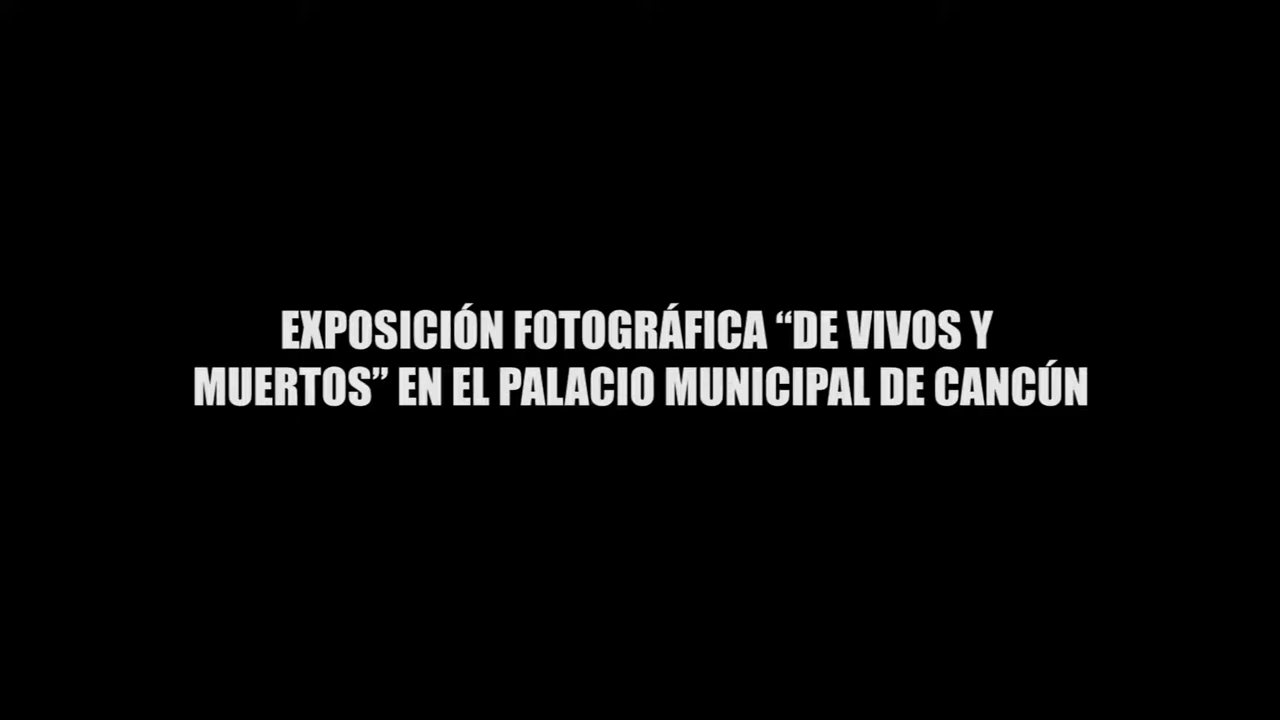 EXPOSICIÓN FOTOGRÁFICA “DE VIVOS Y
MUERTOS” EN EL PALACIO MUNICIPAL DE CANCÚN